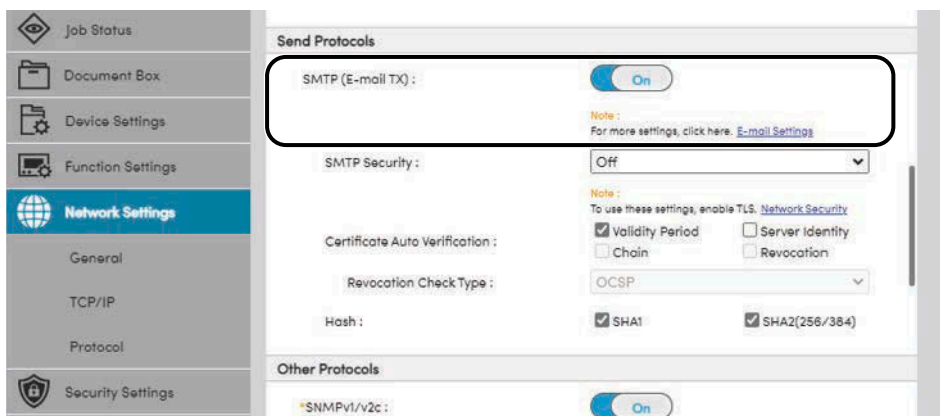 Job Status
Document Box
Device Settings
Function Settings
Network Settings
General
TCP/IP
Protocol
Security Settings
Send Protocols
SMTP (E-mail TX) :
On
Note :
For more settings, click here. E-mail Settings
SMTP Security :
Off
Note :
To use these settings, enable TLS. Network Security
Certificate Auto Verification :
Validity Period
Server Identity
Chain
Revocation
Revocation Check Type :
OCSP
Hash :
SHA1
SHA2(256/384)
Other Protocols
*SNMPv1/v2c :
On